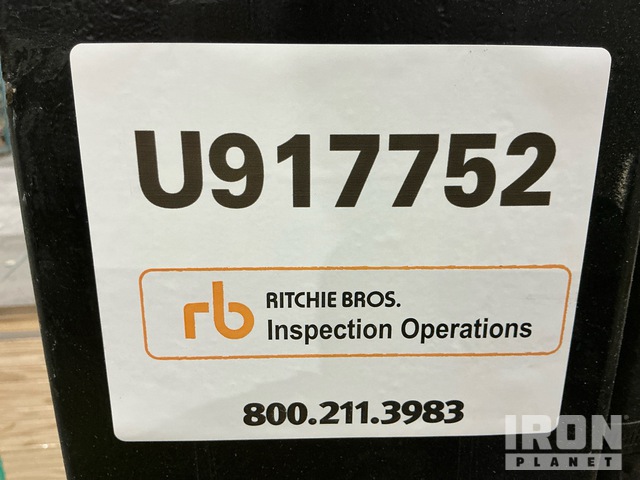 U917752
rb
RITCHIE BROS.
Inspection Operations
800.211.3983
IRON
PLANET